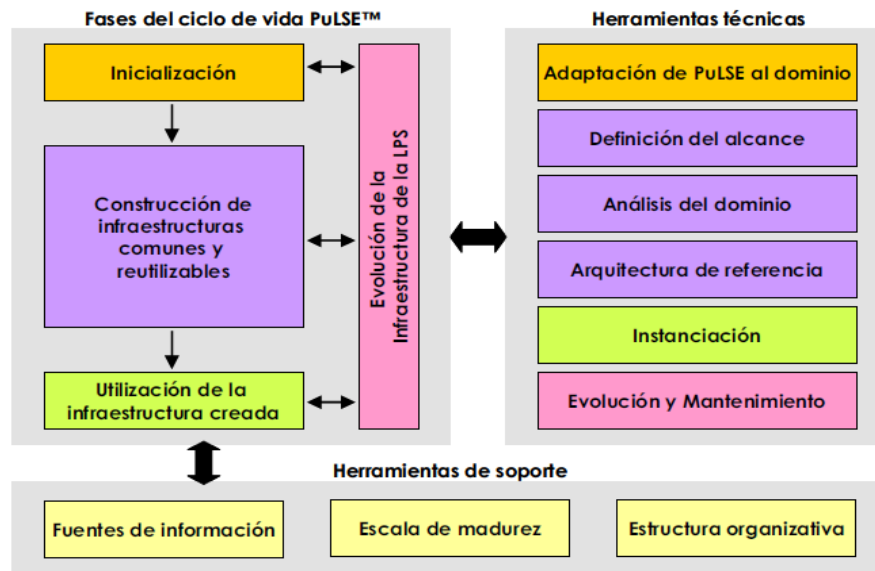 Fases del ciclo de vida PuLSE™
Inicialización
Construcción de
infraestructuras
comunes y
reutilizables
Utilización de la
infraestructura creada
Evolución de la
Infraestructura de la LPS
Herramientas técnicas
Adaptación de PuLSE al dominio
Definición del alcance
Análisis del dominio
Arquitectura de referencia
Instanciación
Evolución y Mantenimiento
Herramientas de soporte
Fuentes de información
Escala de madurez
Estructura organizativa